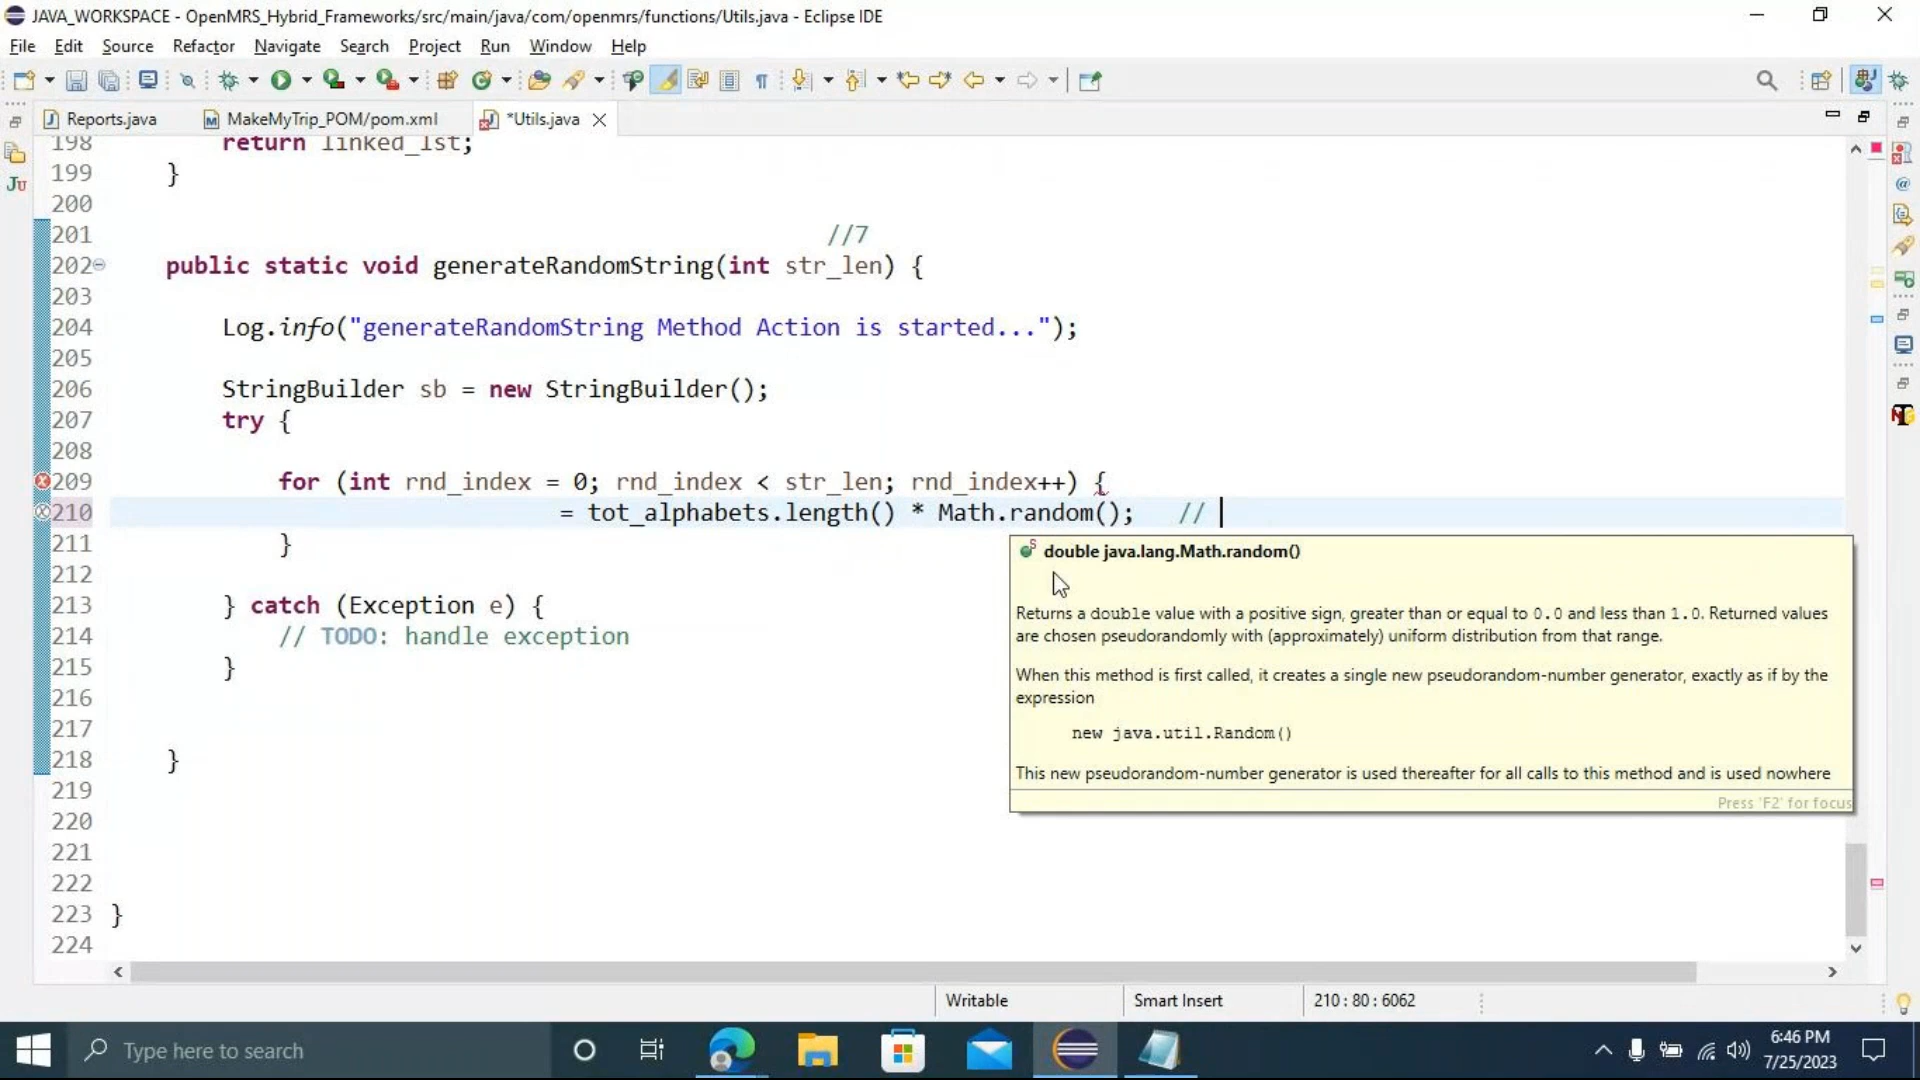 JAVA_WORKSPACE - OpenMRS_Hybrid_Frameworks/src/main/java/com/openmrs/functions/Utils.java - Eclipse IDE
File Edit Source Refactor Navigate Search Project Run Window Help
Reports.java MakeMyTrip_POM/pom.xml *Utils.java
198 return linked_lst;
199 }
200
201 //7
202 public static void generateRandomString(int str_len) {
203
204 Log.info("generateRandomString Method Action is started...");
205
206 StringBuilder sb = new StringBuilder();
207 try {
208
209 for (int rnd_index = 0; rnd_index < str_len; rnd_index++) {
210 = tot_alphabets.length() * Math.random(); //
211 }
212
213 } catch (Exception e) {
214 // TODO: handle exception
215 }
216
217
218 }
219
220
221
222
223 }
224
double java.lang.Math.random()
Returns a double value with a positive sign, greater than or equal to 0.0 and less than 1.0. Returned values
are chosen pseudorandomly with (approximately) uniform distribution from that range.
When this method is first called, it creates a single new pseudorandom-number generator, exactly as if by the
expression
new java.util.Random()
This new pseudorandom-number generator is used thereafter for all calls to this method and is used nowhere
Press 'F2' for focus
Writable Smart Insert 210 : 80 : 6062
Type here to search
6:46 PM
7/25/2023